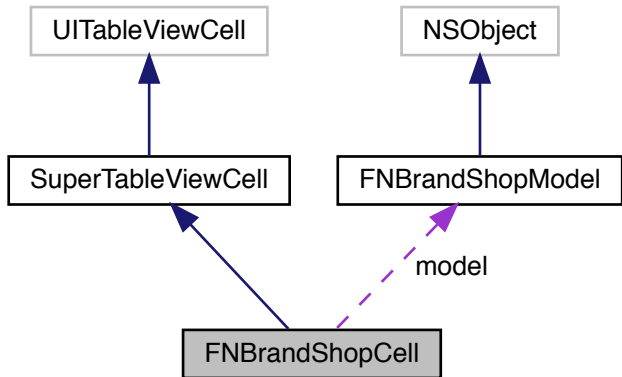 UITableViewCell
NSObject
SuperTableViewCell
FNBrandShopModel
model
FNBrandShopCell